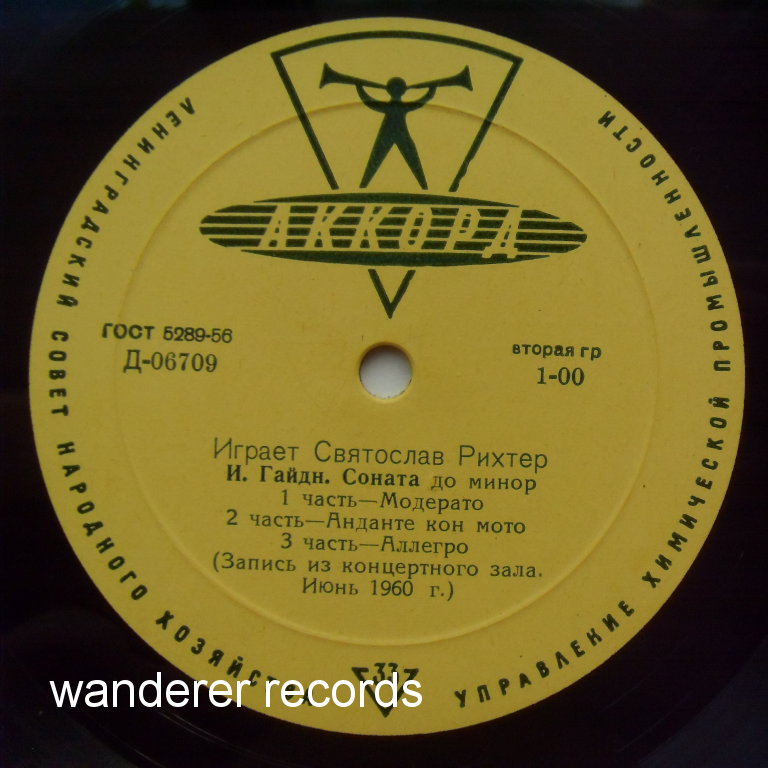 ЛЕНИНГРАДСКИЙ СОВЕТ НАРОДНОГО ХОЗЯЙСТВА
УПРАВЛЕНИЕ ХИМИЧЕСКОЙ ПРОМЫШЛЕННОСТИ
АККОРД
ГОСТ 5289-56
Д-06709
вторая гр
1-00
Играет Святослав Рихтер
И. Гайдн. Соната до минор
1 часть—Модерато
2 часть—Анданте кон мото
3 часть—Аллегро
(Запись из концертного зала.
Июнь 1960 г.)
33
wanderer records